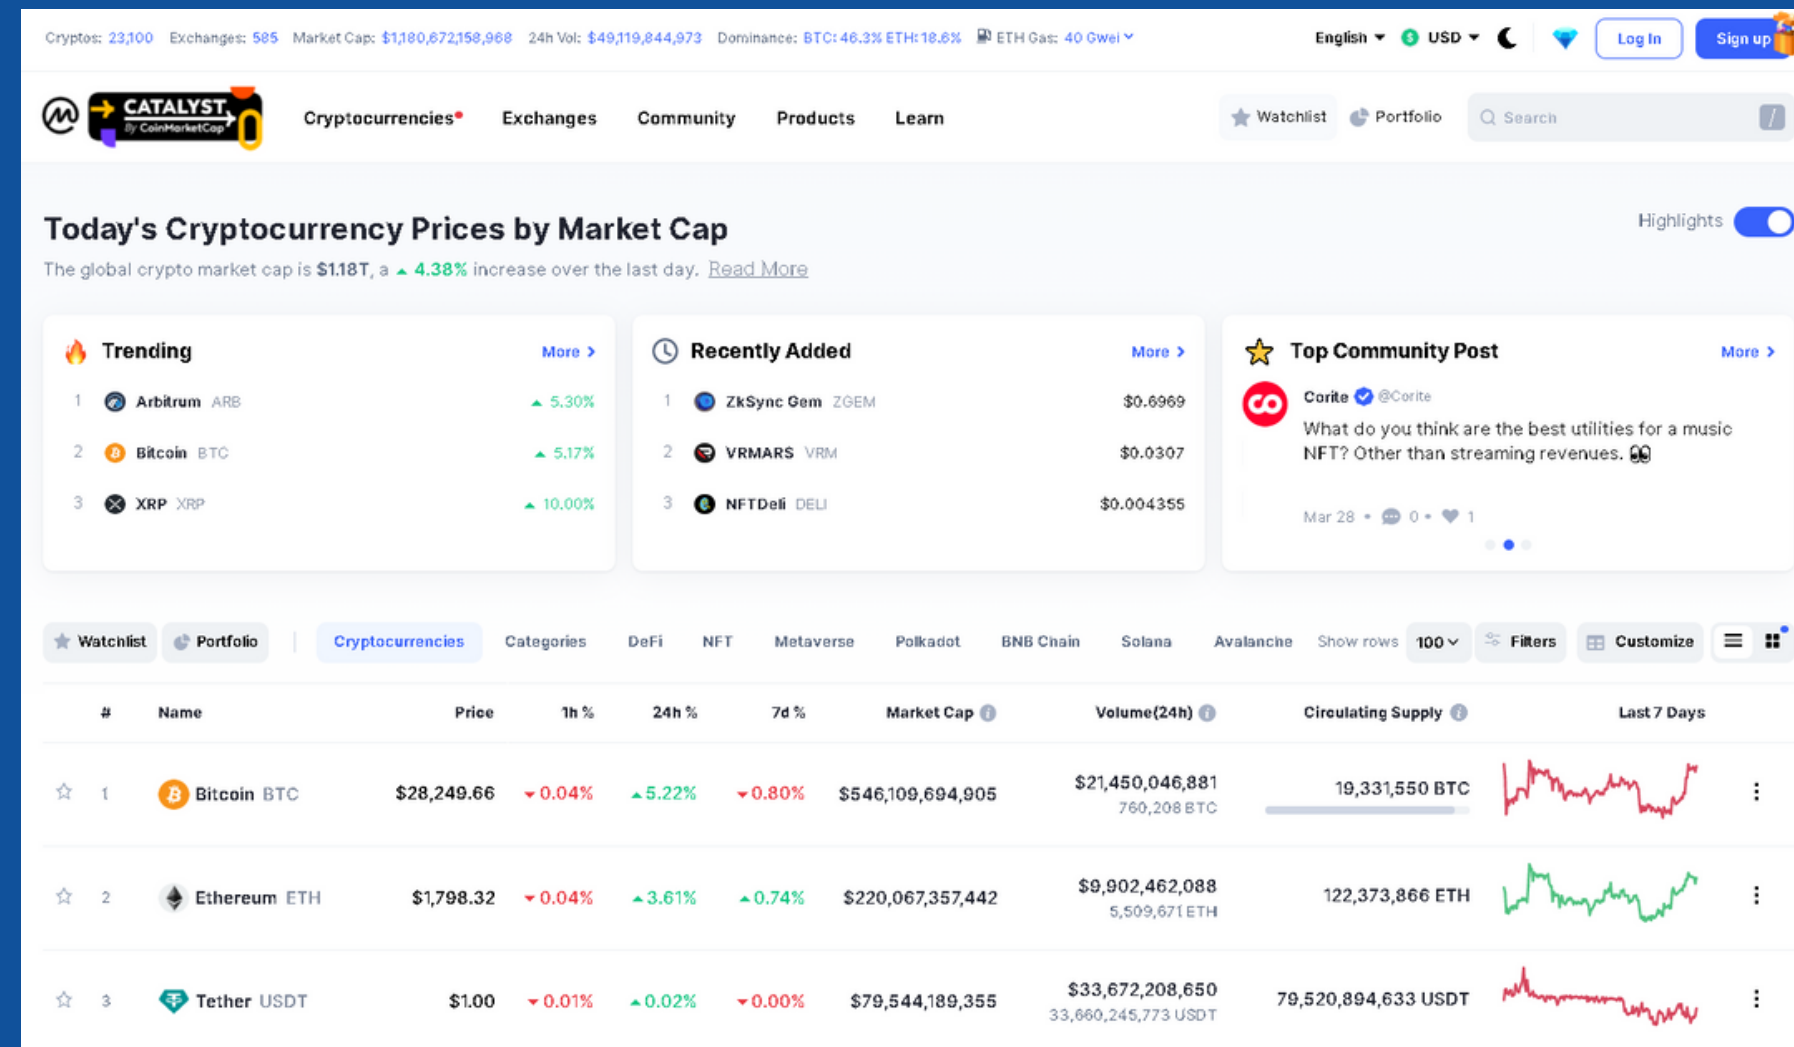 Cryptos: 23,100 Exchanges: 585 Market Cap: $1,180,672,158,968 24h Vol: $49,119,844,973 Dominance: BTC: 46.3% ETH: 18.6% ETH Gas: 40 Gwei English USD Log In Sign up
CATALYST
By CoinMarketCap
Cryptocurrencies Exchanges Community Products Learn Watchlist Portfolio Search /
Today's Cryptocurrency Prices by Market Cap
Highlights
The global crypto market cap is $1.18T, a 4.38% increase over the last day. Read More
Trending More >
1 Arbitrum ARB 5.30%
2 Bitcoin BTC 5.17%
3 XRP XRP 10.00%
Recently Added More >
1 ZkSync Gem ZGEM $0.6969
2 VRMARS VRM $0.0307
3 NFTDeli DELI $0.004355
Top Community Post More >
Corite @Corite
What do you think are the best utilities for a music
NFT? Other than streaming revenues. 👀
Mar 28 • 0 • 1
Watchlist Portfolio Cryptocurrencies Categories DeFi NFT Metaverse Polkadot BNB Chain Solana Avalanche Show rows 100 Filters Customize
# Name Price 1h % 24h % 7d % Market Cap Volume(24h) Circulating Supply Last 7 Days
1 Bitcoin BTC $28,249.66 0.04% 5.22% 0.80% $546,109,694,905 $21,450,046,881 19,331,550 BTC
760,208 BTC
2 Ethereum ETH $1,798.32 0.04% 3.61% 0.74% $220,067,357,442 $9,902,462,088 122,373,866 ETH
5,509,671 ETH
3 Tether USDT $1.00 0.01% 0.02% 0.00% $79,544,189,355 $33,672,208,650 79,520,894,633 USDT
33,660,245,773 USDT